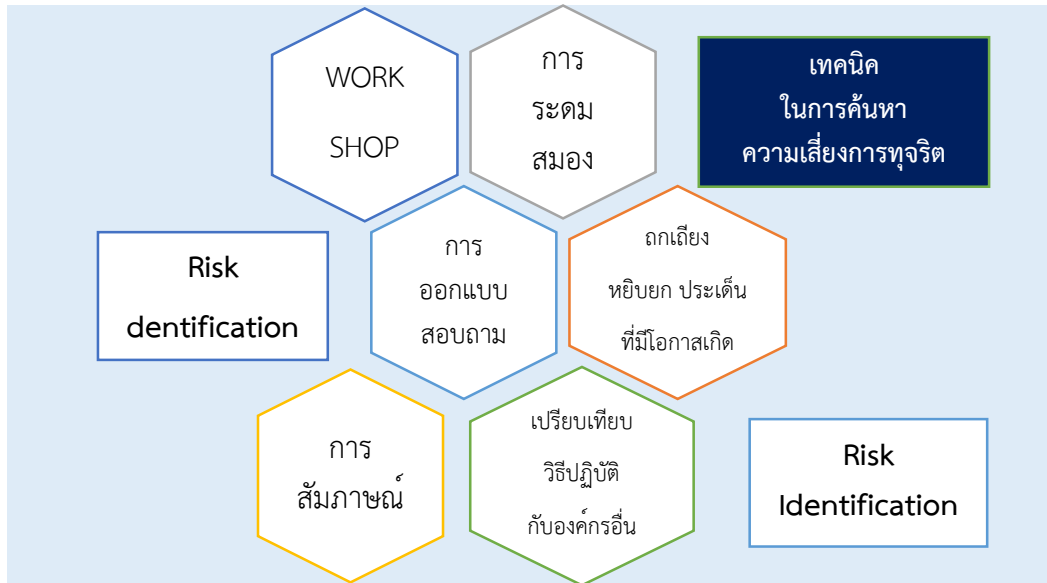 WORK
SHOP
การ
ระดม
สมอง
เทคนิค
ในการค้นหา
ความเสี่ยงการทุจริต
Risk
dentification
การ
ออกแบบ
สอบถาม
ถกเถียง
หยิบยก ประเด็น
ที่มีโอกาสเกิด
การ
สัมภาษณ์
เปรียบเทียบ
วิธีปฏิบัติ
กับองค์กรอื่น
Risk
Identification